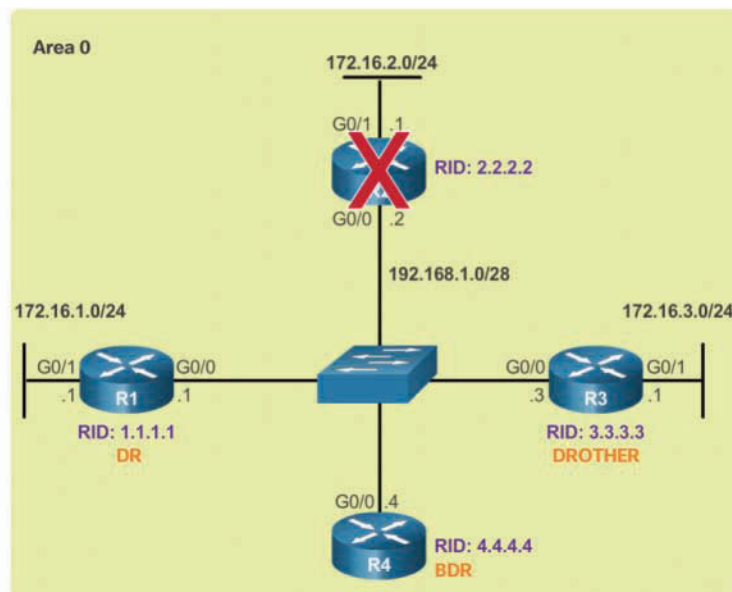 Area 0
172.16.2.0/24
G0/1 .1
RID: 2.2.2.2
G0/0 .2
192.168.1.0/28
172.16.1.0/24
172.16.3.0/24
G0/1 G0/0
G0/0 G0/1
.1 R1 .1
.3 R3 .1
RID: 1.1.1.1
DR
RID: 3.3.3.3
DROTHER
G0/0 .4
R4
RID: 4.4.4.4
BDR